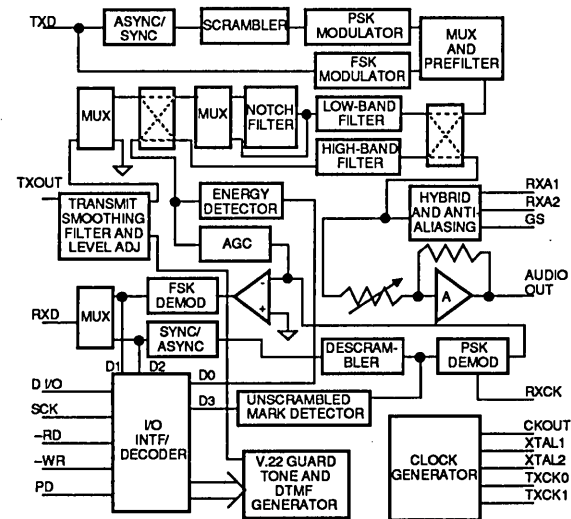 TXD
ASYNC/
SYNC
SCRAMBLER
PSK
MODULATOR
MUX
AND
PREFILTER
FSK
MODULATOR
MUX
MUX
NOTCH
FILTER
LOW-BAND
FILTER
HIGH-BAND
FILTER
TXOUT
TRANSMIT
SMOOTHING
FILTER AND
LEVEL ADJ
ENERGY
DETECTOR
AGC
HYBRID
AND ANTI-
ALIASING
RXA1
RXA2
GS
AUDIO
OUT
A
-
+
FSK
DEMOD
RXD
MUX
SYNC/
ASYNC
DESCRAM-
BLER
PSK
DEMOD
RXCK
D1
D2
D0
D3
D I/O
SCK
-RD
-WR
PD
I/O
INTF/
DECODER
UNSCRAMBLED
MARK DETECTOR
V.22 GUARD
TONE AND
DTMF
GENERATOR
CLOCK
GENERATOR
CKOUT
XTAL1
XTAL2
TXCK0
TXCK1